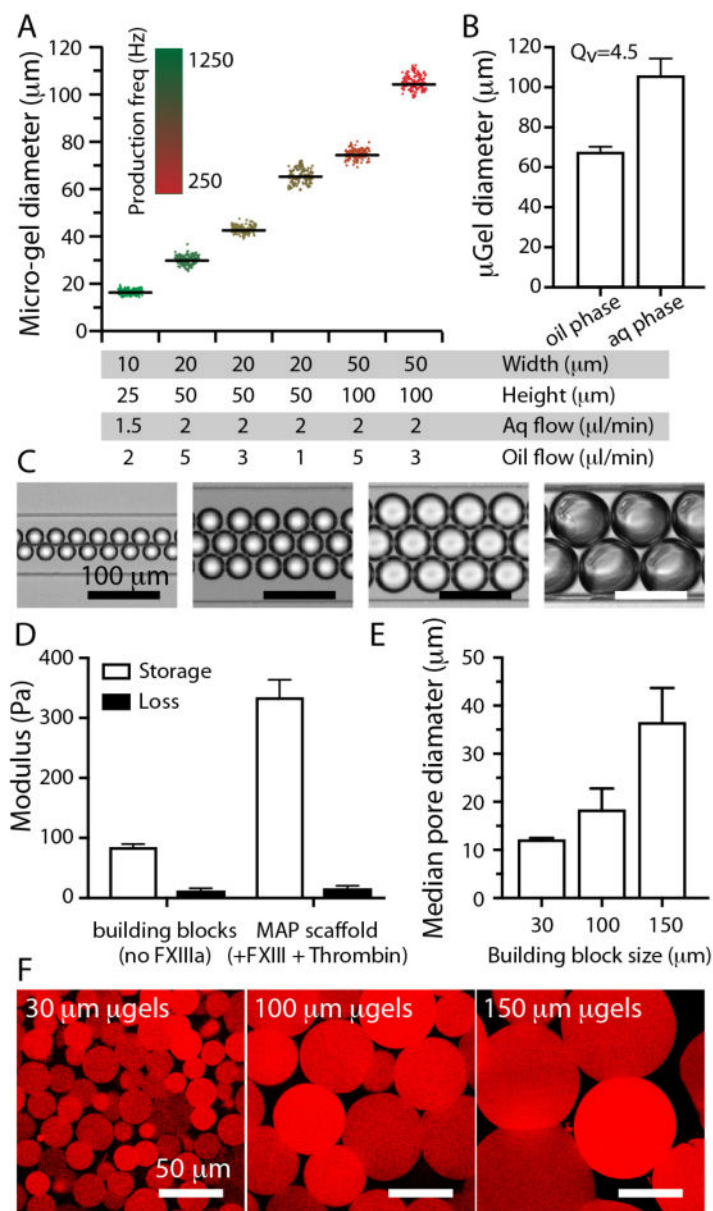 A
Micro-gel diameter (μm)
120
100
80
60
40
20
0
Production freq (Hz)
1250
250
10 20 20 20 50 50 Width (μm)
25 50 50 50 100 100 Height (μm)
1.5 2 2 2 2 2 Aq flow (μl/min)
2 5 3 1 5 3 Oil flow (μl/min)
B
μGel diameter (μm)
120
100
80
60
40
20
0
Qv=4.5
oil phase
aq phase
C
100 μm
D
Modulus (Pa)
400
300
200
100
0
Storage
Loss
building blocks
(no FXIIIa)
MAP scaffold
(+FXIII + Thrombin)
E
Median pore diamater (μm)
50
40
30
20
10
0
30 100 150
Building block size (μm)
F
30 μm μgels
50 μm
100 μm μgels
150 μm μgels